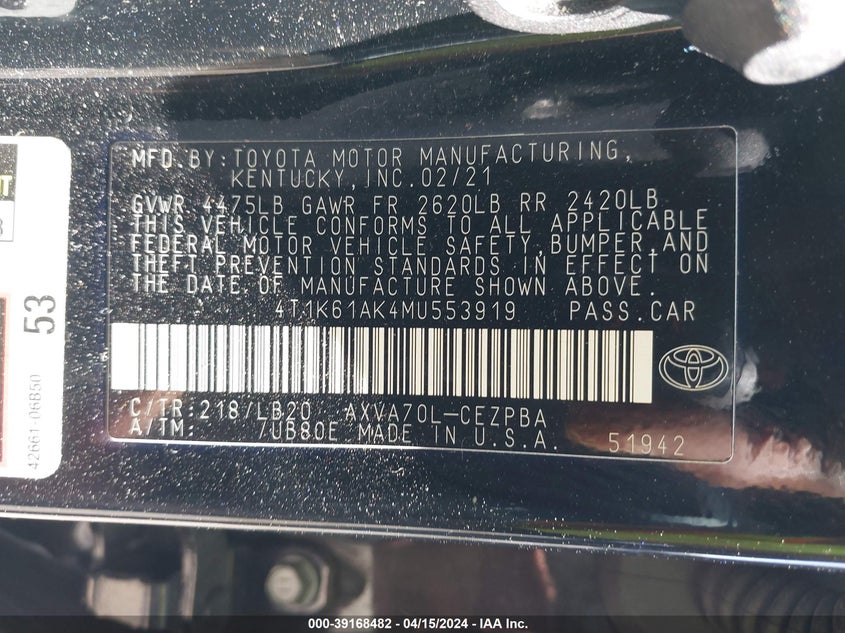 MFD.BY:TOYOTA MOTOR MANUFACTURING,
KENTUCKY,INC.02/21
GVWR 4475LB GAWR FR 2620LB RR 2420LB
THIS VEHICLE CONFORMS TO ALL APPLICABLE
FEDERAL MOTOR VEHICLE SAFETY,BUMPER,AND
THEFT PREVENTION STANDARDS IN EFFECT ON
THE DATE OF MANUFACTURE SHOWN ABOVE.
4T1K61AK4MU553919 PASS.CAR
C/TR:218/LB20 AXVA70L-CEZPBA
A/TM: /UB80E MADE IN U.S.A. 51942
53
42661-06B50
000-39168482 - 04/15/2024 - IAA Inc.